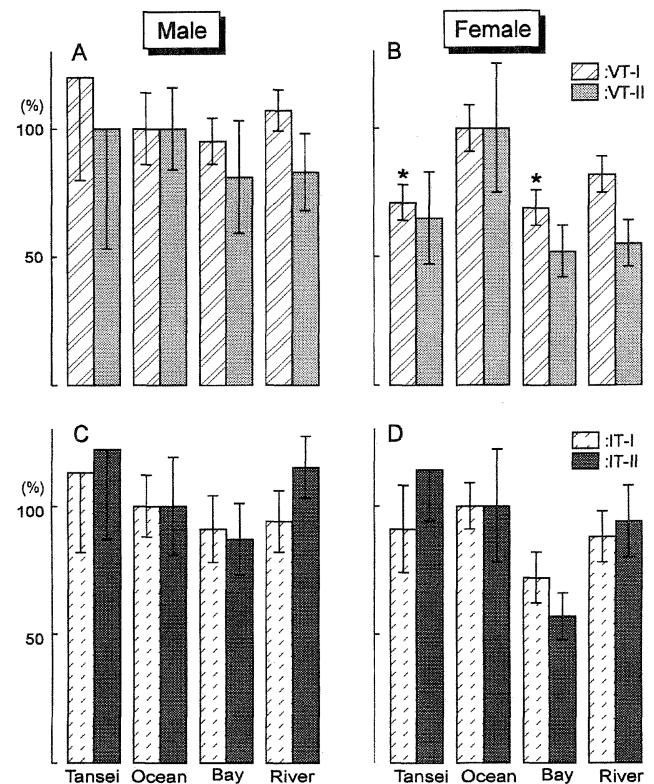 Male
Female
A
B
:VT-I
:VT-II
(%)
100
50
*
*
C
D
:IT-I
:IT-II
(%)
100
50
Tansei Ocean Bay River
Tansei Ocean Bay River